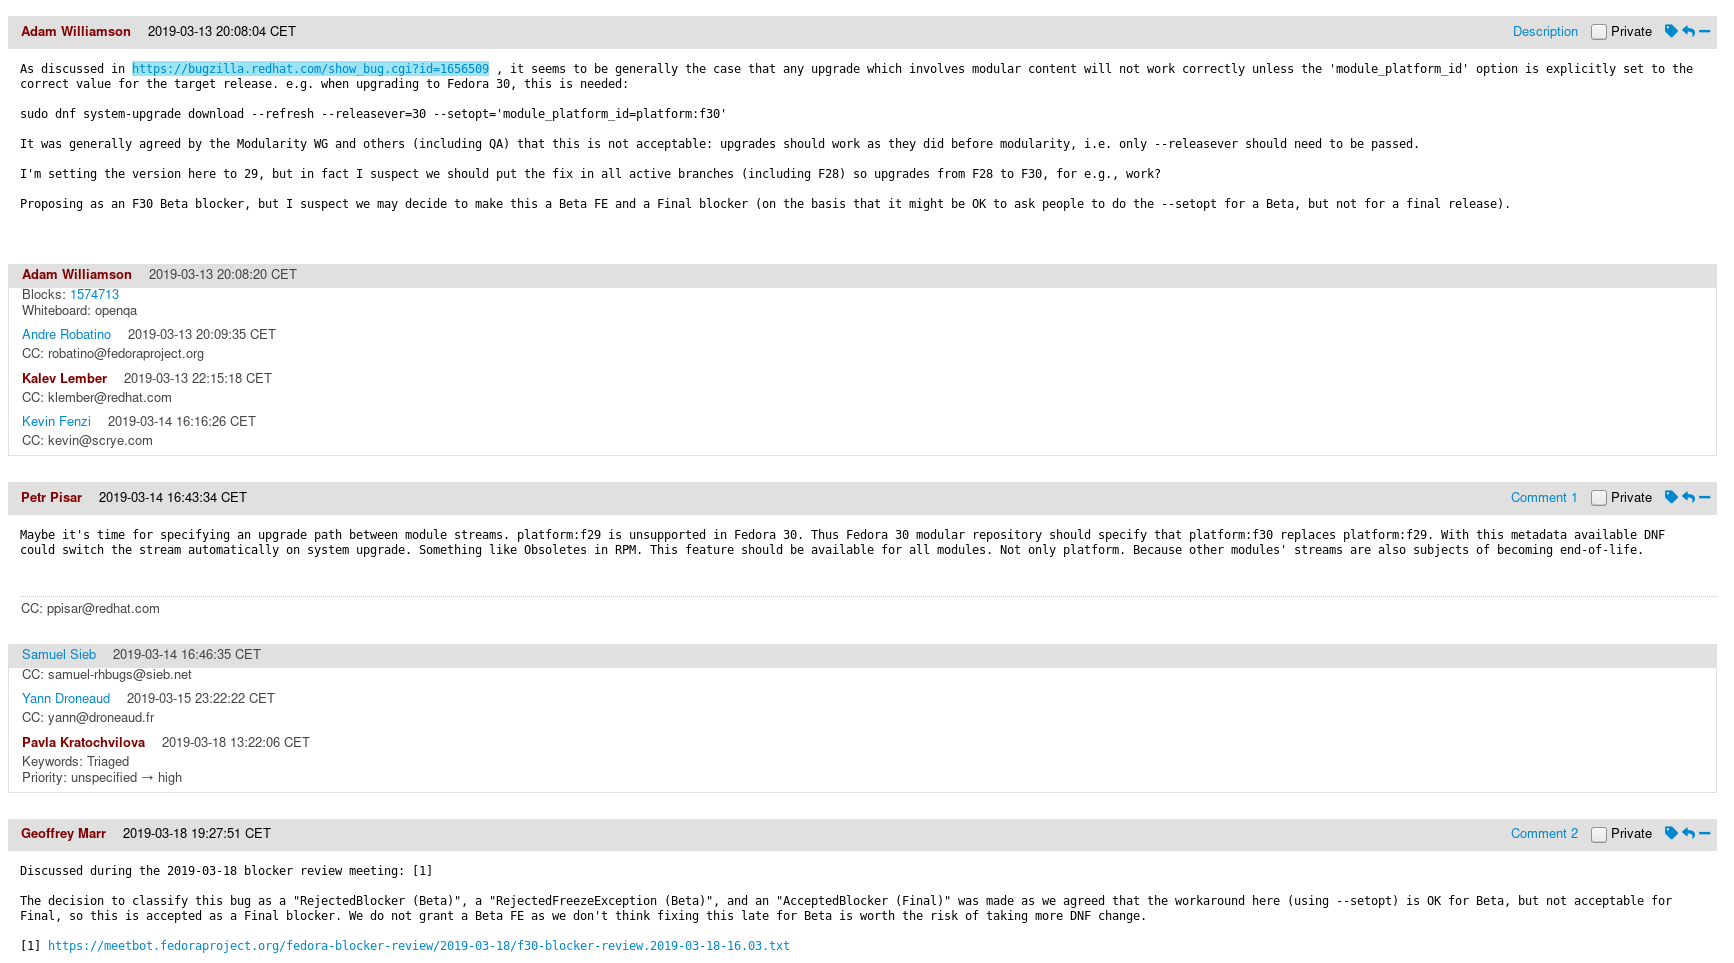 Adam Williamson 2019-03-13 20:08:04 CET Description Private
As discussed in https://bugzilla.redhat.com/show_bug.cgi?id=1656509 , it seems to be generally the case that any upgrade which involves modular content will not work correctly unless the 'module_platform_id' option is explicitly set to the
correct value for the target release. e.g. when upgrading to Fedora 30, this is needed:
sudo dnf system-upgrade download --refresh --releasever=30 --setopt='module_platform_id=platform:f30'
It was generally agreed by the Modularity WG and others (including QA) that this is not acceptable: upgrades should work as they did before modularity, i.e. only --releasever should need to be passed.
I'm setting the version here to 29, but in fact I suspect we should put the fix in all active branches (including F28) so upgrades from F28 to F30, for e.g., work?
Proposing as an F30 Beta blocker, but I suspect we may decide to make this a Beta FE and a Final blocker (on the basis that it might be OK to ask people to do the --setopt for a Beta, but not for a final release).
Adam Williamson 2019-03-13 20:08:20 CET
Blocks: 1574713
Whiteboard: openqa
Andre Robatino 2019-03-13 20:09:35 CET
CC: robatino@fedoraproject.org
Kalev Lember 2019-03-13 22:15:18 CET
CC: klember@redhat.com
Kevin Fenzi 2019-03-14 16:16:26 CET
CC: kevin@scrye.com
Petr Pisar 2019-03-14 16:43:34 CET Comment 1 Private
Maybe it's time for specifying an upgrade path between module streams. platform:f29 is unsupported in Fedora 30. Thus Fedora 30 modular repository should specify that platform:f30 replaces platform:f29. With this metadata available DNF
could switch the stream automatically on system upgrade. Something like Obsoletes in RPM. This feature should be available for all modules. Not only platform. Because other modules' streams are also subjects of becoming end-of-life.
CC: ppisar@redhat.com
Samuel Sieb 2019-03-14 16:46:35 CET
CC: samuel-rhbugs@sieb.net
Yann Droneaud 2019-03-15 23:22:22 CET
CC: yann@droneaud.fr
Pavla Kratochvilova 2019-03-18 13:22:06 CET
Keywords: Triaged
Priority: unspecified → high
Geoffrey Marr 2019-03-18 19:27:51 CET Comment 2 Private
Discussed during the 2019-03-18 blocker review meeting: [1]
The decision to classify this bug as a "RejectedBlocker (Beta)", a "RejectedFreezeException (Beta)", and an "AcceptedBlocker (Final)" was made as we agreed that the workaround here (using --setopt) is OK for Beta, but not acceptable for
Final, so this is accepted as a Final blocker. We do not grant a Beta FE as we don't think fixing this late for Beta is worth the risk of taking more DNF change.
[1] https://meetbot.fedoraproject.org/fedora-blocker-review/2019-03-18/f30-blocker-review.2019-03-18-16.03.txt